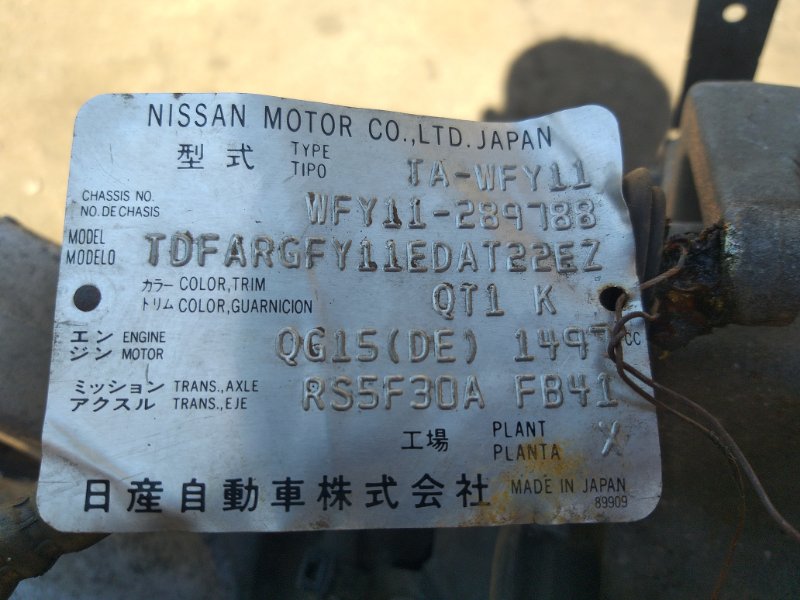 NISSAN MOTOR CO.,LTD. JAPAN
型式 TYPE TIPO TA-WFY11
CHASSIS NO. NO. DE CHASIS WFY11-289788
MODEL MODELO TDFARGFY11EDAT22EZ
カラー COLOR,TRIM
トリム COLOR,GUARNICION QT1 K
エン ENGINE
ジン MOTOR QG15(DE) 1497 CC
ミッション TRANS.,AXLE
アクスル TRANS.,EJE RS5F30A FB41
工場 PLANT PLANTA X
日産自動車株式会社 MADE IN JAPAN
89909